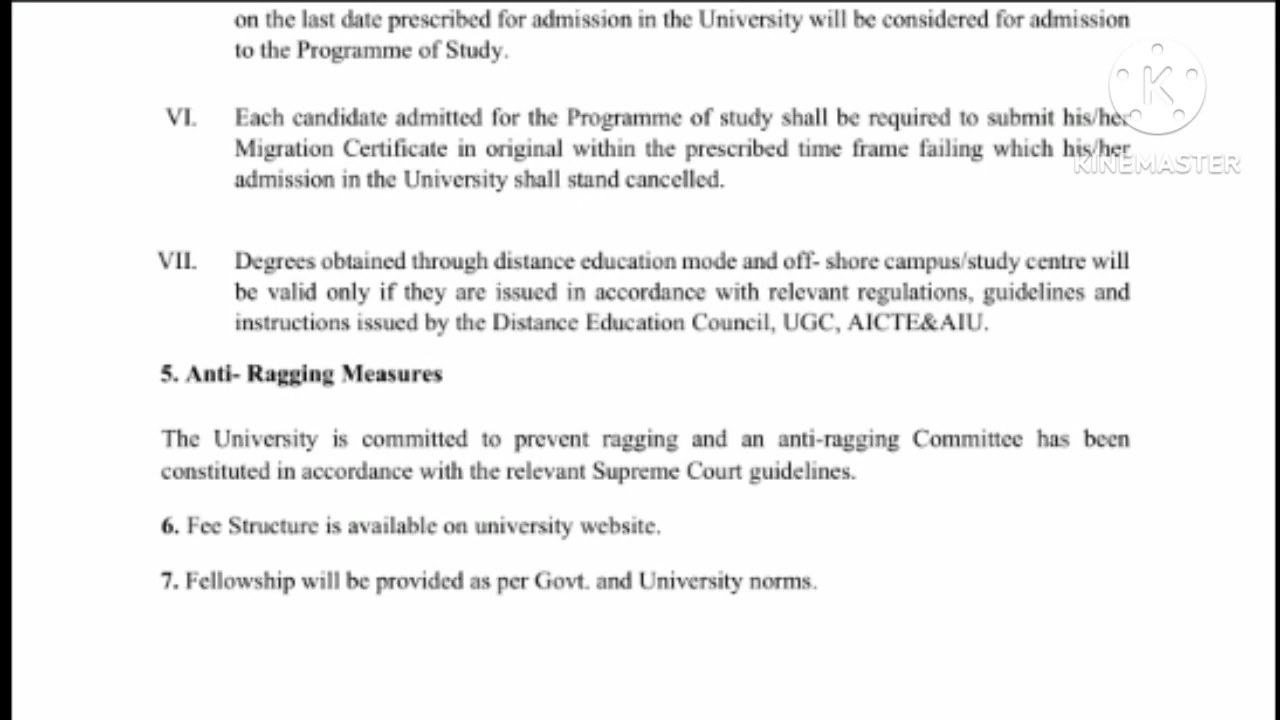 on the last date prescribed for admission in the University will be considered for admission
to the Programme of Study.
VI. Each candidate admitted for the Programme of study shall be required to submit his/her
Migration Certificate in original within the prescribed time frame failing which his/her
admission in the University shall stand cancelled.
VII. Degrees obtained through distance education mode and off- shore campus/study centre will
be valid only if they are issued in accordance with relevant regulations, guidelines and
instructions issued by the Distance Education Council, UGC, AICTE&AIU.
5. Anti- Ragging Measures
The University is committed to prevent ragging and an anti-ragging Committee has been
constituted in accordance with the relevant Supreme Court guidelines.
6. Fee Structure is available on university website.
7. Fellowship will be provided as per Govt. and University norms.
K
KINEMASTER